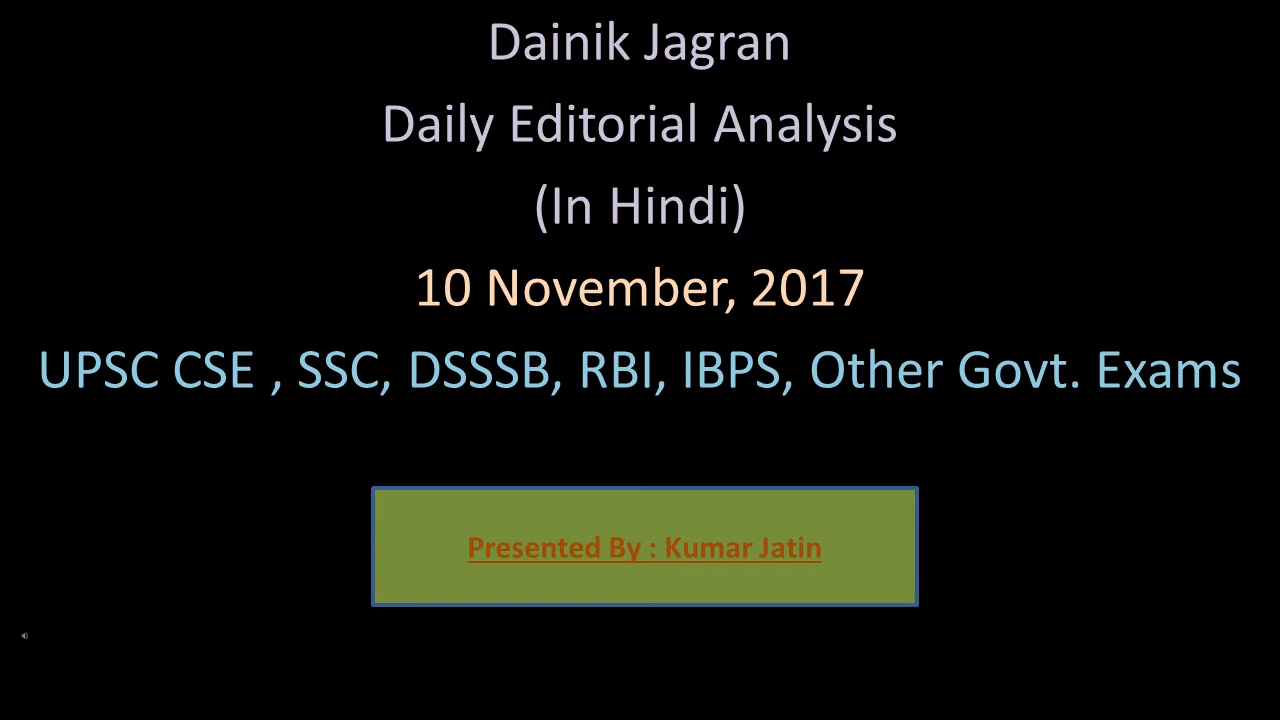 Dainik Jagran
Daily Editorial Analysis
(In Hindi)
10 November, 2017
UPSC CSE , SSC, DSSSB, RBI, IBPS, Other Govt. Exams
Presented By : Kumar Jatin